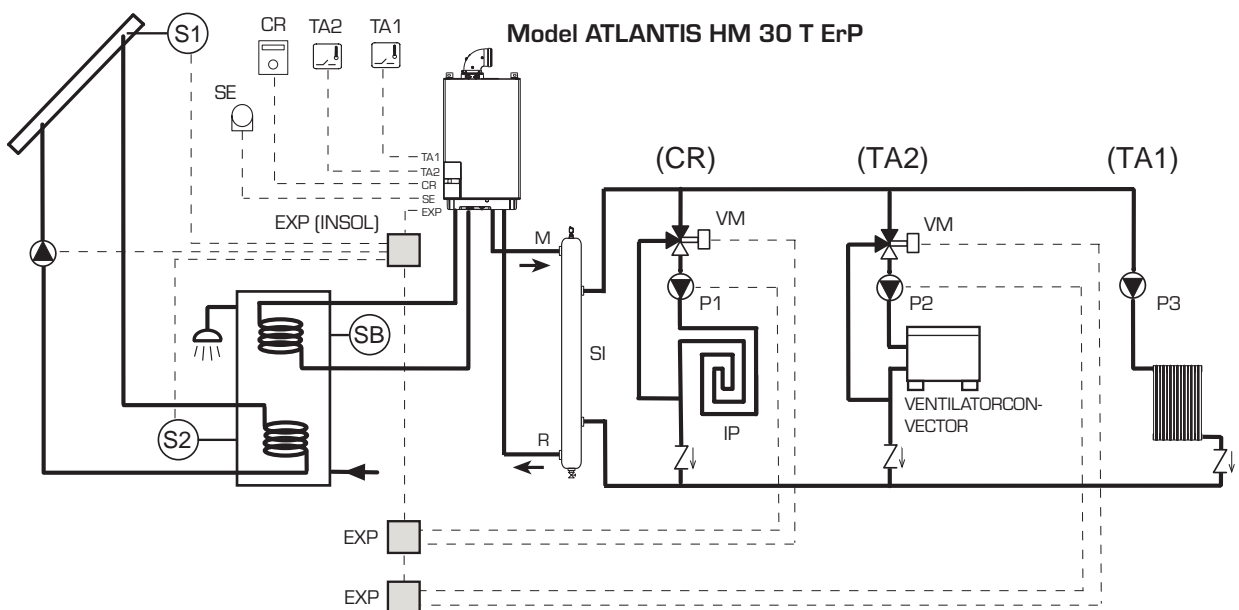 Model ATLANTIS HM 30 T ErP
S1
CR
TA2
TA1
SE
TA1
TA2
CR
SE
EXP
EXP (INSOL)
(CR)
(TA2)
(TA1)
M
VM
VM
P1
P2
P3
SB
SI
S2
R
IP
VENTILATORCON-
VECTOR
EXP
EXP